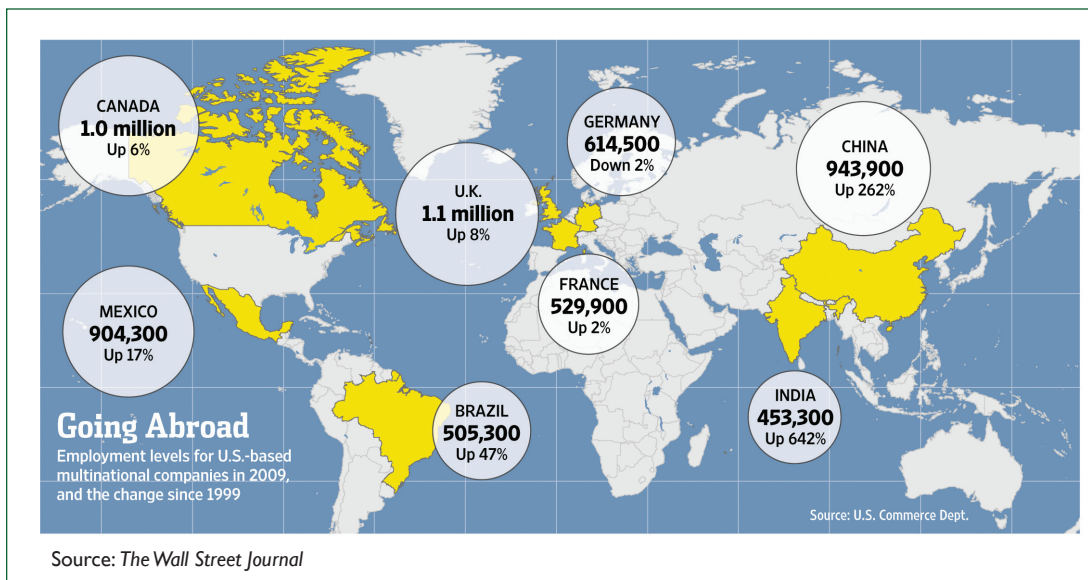 CANADA
1.0 million
Up 6%
GERMANY
614,500
Down 2%
CHINA
943,900
Up 262%
U.K.
1.1 million
Up 8%
MEXICO
904,300
Up 17%
FRANCE
529,900
Up 2%
BRAZIL
505,300
Up 47%
INDIA
453,300
Up 642%
Going Abroad
Employment levels for U.S.-based
multinational companies in 2009,
and the change since 1999
Source: U.S. Commerce Dept.
Source: The Wall Street Journal